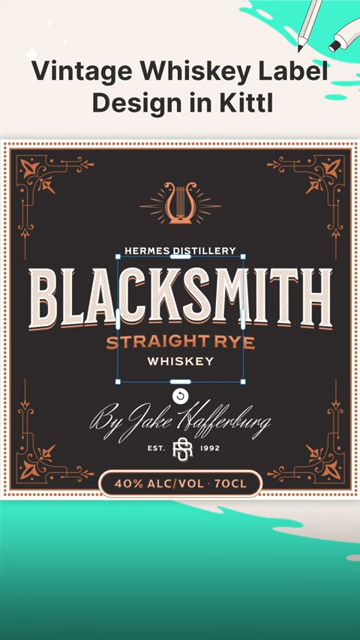 Vintage Whiskey Label
Design in Kittl
HERMES DISTILLERY
BLACKSMITH
STRAIGHT RYE
WHISKEY
By Jake Hafferburg
EST. 1992
40% ALC/VOL · 70CL